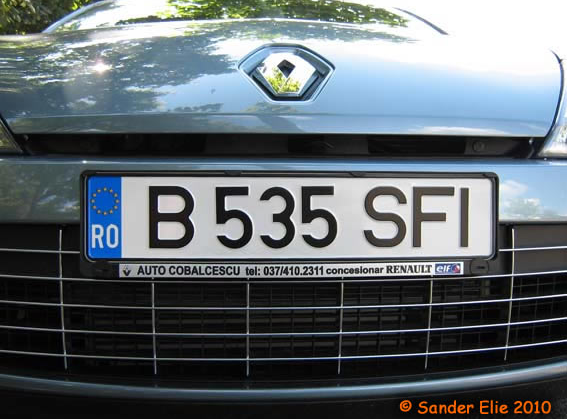 B 535 SFI
RO
AUTO COBALCESCU tel: 037/410.2311 concesionar RENAULT elf
© Sander Elie 2010